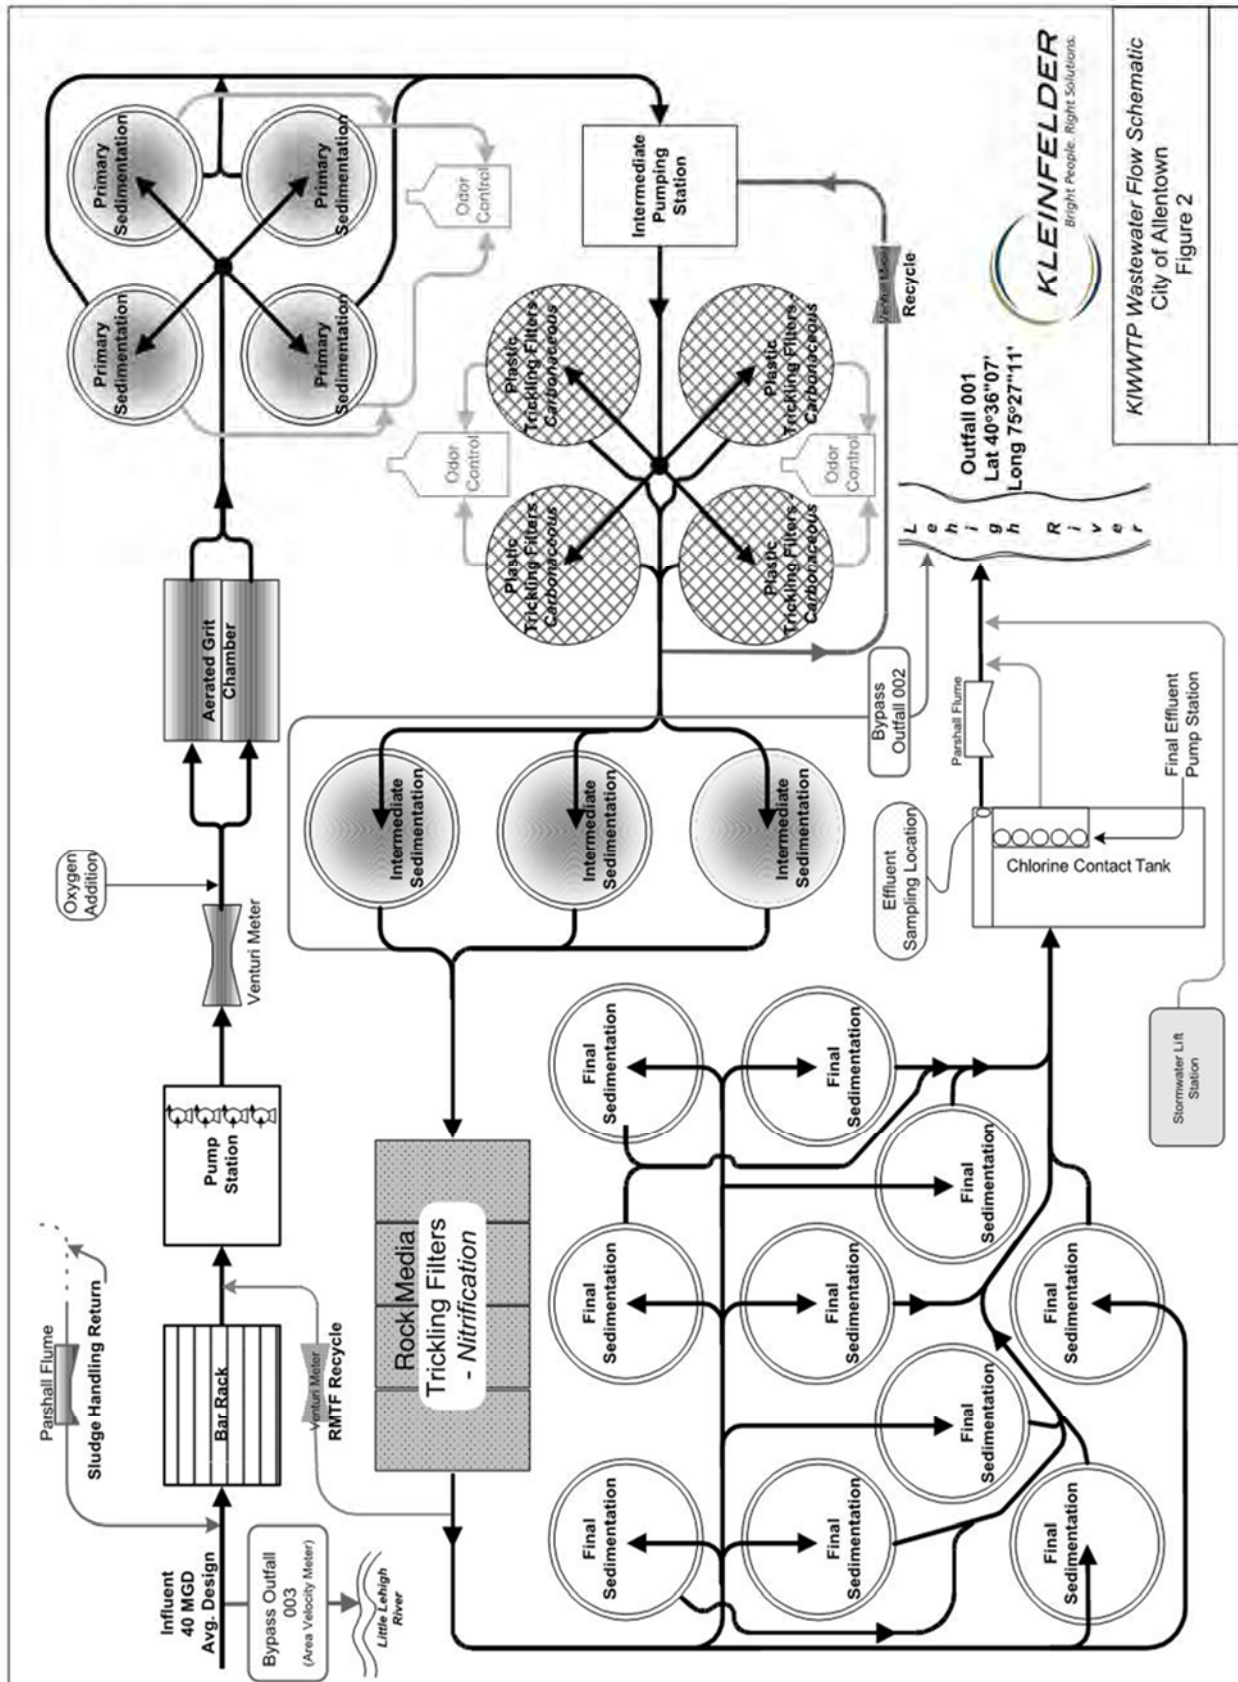 Influent
40 MGD
Avg. Design
Bypass Outfall
003
(Area Velocity Meter)
Little Lehigh
River
Parshall Flume
Sludge Handling Return
Bar Rack
Venturi Meter
RMTF Recycle
Pump
Station
Venturi Meter
Oxygen
Addition
Aerated Grit
Chamber
Primary
Sedimentation
Primary
Sedimentation
Primary
Sedimentation
Primary
Sedimentation
Odor
Control
Intermediate
Pumping
Station
Plastic
Trickling Filters -
Carbonaceous
Plastic
Trickling Filters -
Carbonaceous
Plastic
Trickling Filters -
Carbonaceous
Plastic
Trickling Filters -
Carbonaceous
Odor
Control
Odor
Control
Venturi Meter
Recycle
Intermediate
Sedimentation
Intermediate
Sedimentation
Intermediate
Sedimentation
Bypass
Outfall 002
Rock Media
Trickling Filters
- Nitrification
Final
Sedimentation
Final
Sedimentation
Final
Sedimentation
Final
Sedimentation
Final
Sedimentation
Final
Sedimentation
Final
Sedimentation
Final
Sedimentation
Final
Sedimentation
Final
Sedimentation
Effluent
Sampling Location
Chlorine Contact Tank
Final Effluent
Pump Station
Parshall Flume
Stormwater Lift
Station
Lehigh River
Outfall 001
Lat 40°36"07'
Long 75°27"11'
KLEINFELDER
Bright People. Right Solutions.
KIWWTP Wastewater Flow Schematic
City of Allentown
Figure 2